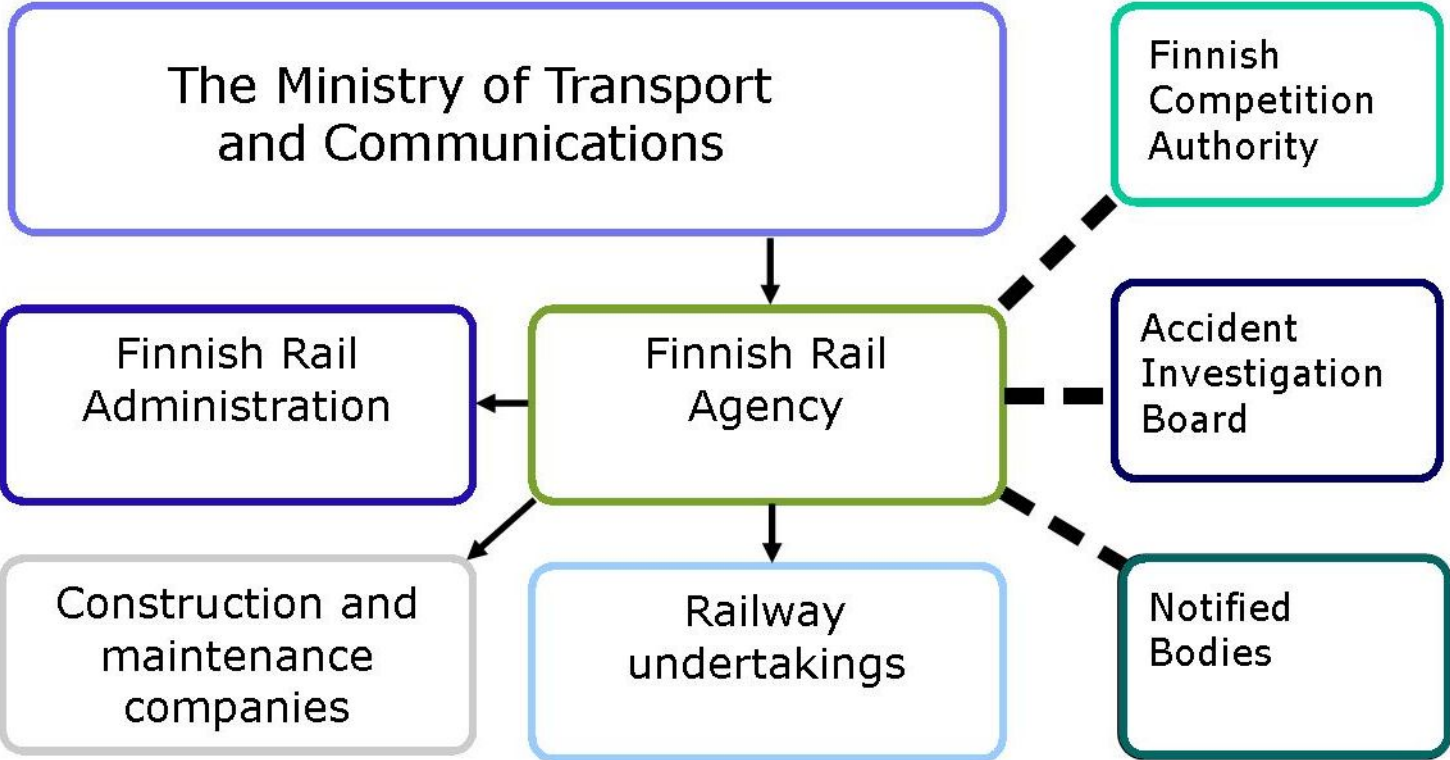 The Ministry of Transport
and Communications
Finnish
Competition
Authority
Finnish Rail
Administration
Finnish Rail
Agency
Accident
Investigation
Board
Construction and
maintenance
companies
Railway
undertakings
Notified
Bodies